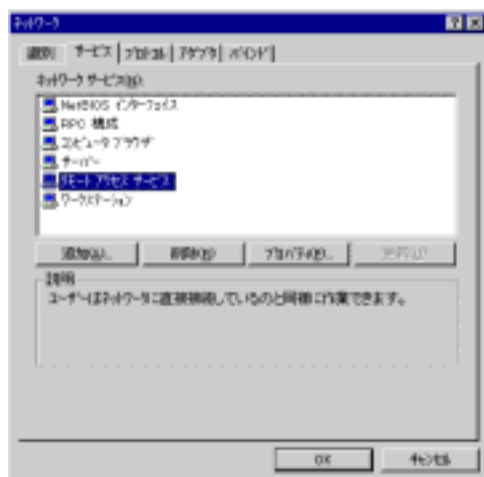 ネットワーク
識別 サービス プロトコル アダプタ バインド
ネットワーク サービス(N):
NetBIOS インターフェイス
RPC 構成
コンピュータ ブラウザ
サーバー
リモート アクセス サービス
ワークステーション
追加(A)... 削除(R) プロパティ(P)... 更新(U)
説明
ユーザーはネットワークに直接接続しているのと同様に作業できます。
OK キャンセル